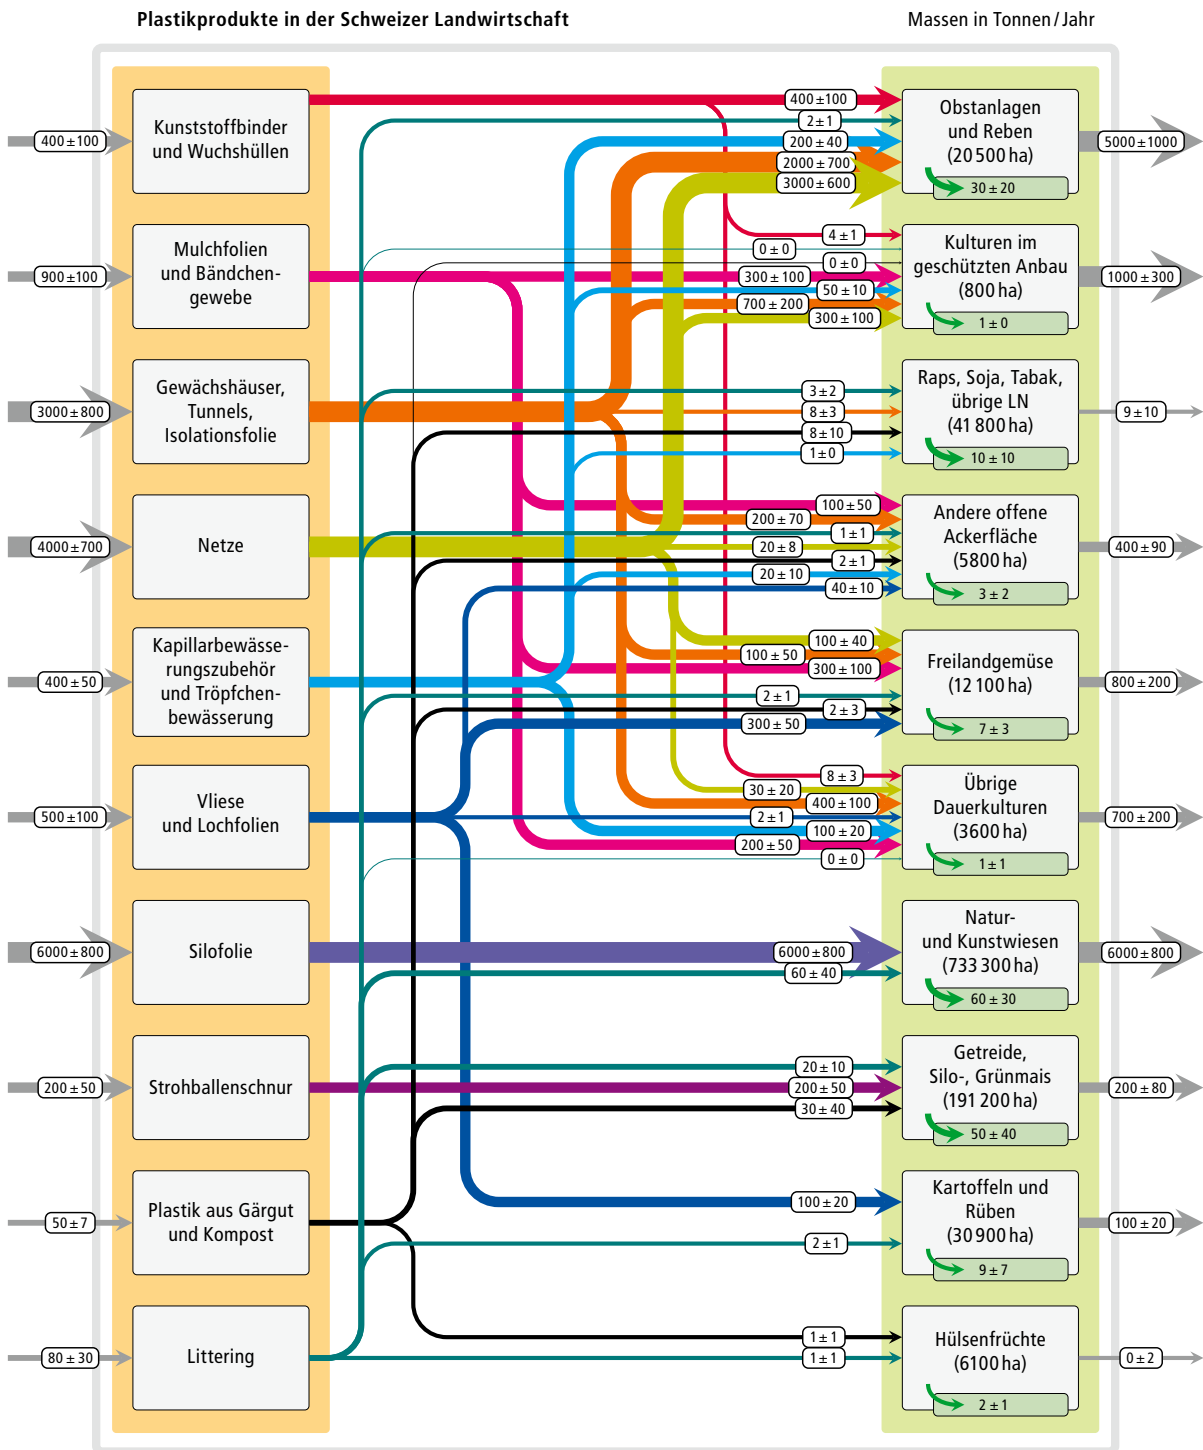 Plastikprodukte in der Schweizer Landwirtschaft
Massen in Tonnen/Jahr
400±100
Kunststoffbinder
und Wuchshüllen
900±100
Mulchfolien
und Bändchen-
gewebe
3000±800
Gewächshäuser,
Tunnels,
Isolationsfolie
4000±700
Netze
400±50
Kapillarbewässe-
rungszubehör
und Tröpfchen-
bewässerung
500±100
Vliese
und Lochfolien
6000±800
Silofolie
200±50
Strohballenschnur
50±7
Plastik aus Gärgut
und Kompost
80±30
Littering
400±100
2±1
200±40
2000±700
3000±600
Obstanlagen
und Reben
(20500 ha)
30±20
5000±1000
4±1
0±0
0±0
300±100
50±10
700±200
300±100
Kulturen im
geschützten Anbau
(800 ha)
1±0
1000±300
3±2
8±3
8±10
1±0
Raps, Soja, Tabak,
übrige LN
(41 800 ha)
10±10
9±10
100±50
200±70
1±1
20±8
2±1
20±10
40±10
Andere offene
Ackerfläche
(5800 ha)
3±2
400±90
100±40
100±50
300±100
2±1
2±3
300±50
Freilandgemüse
(12 100 ha)
7±3
800±200
8±3
30±20
400±100
2±1
100±20
200±50
0±0
Übrige
Dauerkulturen
(3600 ha)
1±1
700±200
6000±800
60±40
Natur-
und Kunstwiesen
(733 300 ha)
60±30
6000±800
20±10
200±50
30±40
Getreide,
Silo-, Grünmais
(191 200 ha)
50±40
200±80
100±20
2±1
Kartoffeln und
Rüben
(30 900 ha)
9±7
100±20
1±1
1±1
Hülsenfrüchte
(6100 ha)
2±1
0±2